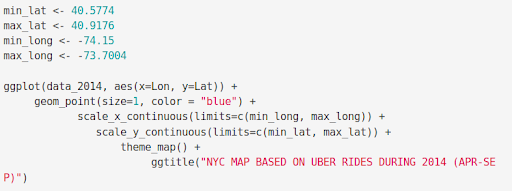 min_lat <- 40.5774
max_lat <- 40.9176
min_long <- -74.15
max_long <- -73.7004
ggplot(data_2014, aes(x=Lon, y=Lat)) +
geom_point(size=1, color = "blue") +
scale_x_continuous(limits=c(min_long, max_long)) +
scale_y_continuous(limits=c(min_lat, max_lat)) +
theme_map() +
ggtitle("NYC MAP BASED ON UBER RIDES DURING 2014 (APR-SE
P)")